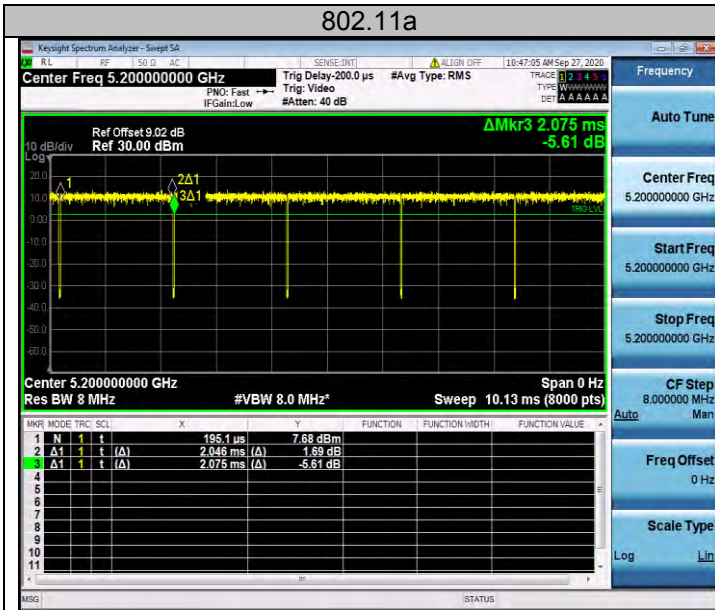 802.11a
Keysight Spectrum Analyzer - Swept SA
RL RF 50 Ω AC SENSE:INT ALIGN OFF 10:47:05 AM Sep 27, 2020
Center Freq 5.200000000 GHz
PNO: Fast
IFGain:Low
Trig Delay-200.0 µs
Trig: Video
#Atten: 40 dB
#Avg Type: RMS
TRACE 1 2 3 4 5 6
TYPE WWWWWW
DET A A A A A A
Ref Offset 9.02 dB
10 dB/div Ref 30.00 dBm
Log
ΔMkr3 2.075 ms
-5.61 dB
20.0
10.0
0.00
-10.0
-20.0
-30.0
-40.0
-50.0
-60.0
1
2Δ1
3Δ1
TRIG LVL
Center 5.200000000 GHz Span 0 Hz
Res BW 8 MHz #VBW 8.0 MHz* Sweep 10.13 ms (8000 pts)
MKR MODE TRC SCL X Y FUNCTION FUNCTION WIDTH FUNCTION VALUE
1 N 1 t 195.1 µs 7.68 dBm
2 Δ1 1 t (Δ) 2.046 ms (Δ) 1.69 dB
3 Δ1 1 t (Δ) 2.075 ms (Δ) -5.61 dB
4
5
6
7
8
9
10
11
MSG STATUS
Frequency
Auto Tune
Center Freq
5.200000000 GHz
Start Freq
5.200000000 GHz
Stop Freq
5.200000000 GHz
CF Step
8.000000 MHz
Auto Man
Freq Offset
0 Hz
Scale Type
Log Lin